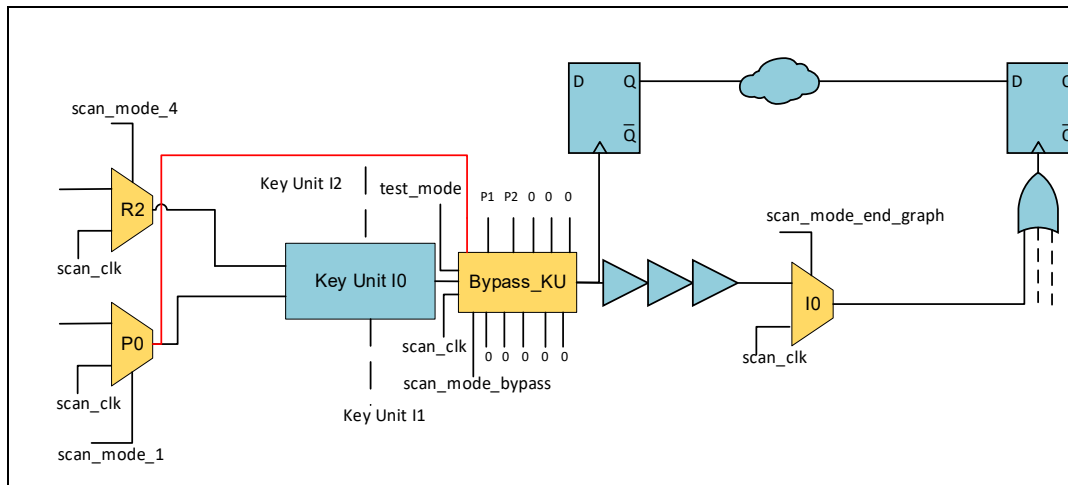 D Q
Q
D Q
Q
scan_mode_4
Key Unit I2
test_mode
P1 P2 0 0 0
R2
scan_mode_end_graph
scan_clk
Key Unit I0
Bypass_KU
I0
P0
scan_clk
scan_clk
scan_clk
0 0 0 0 0
scan_mode_bypass
Key Unit I1
scan_mode_1